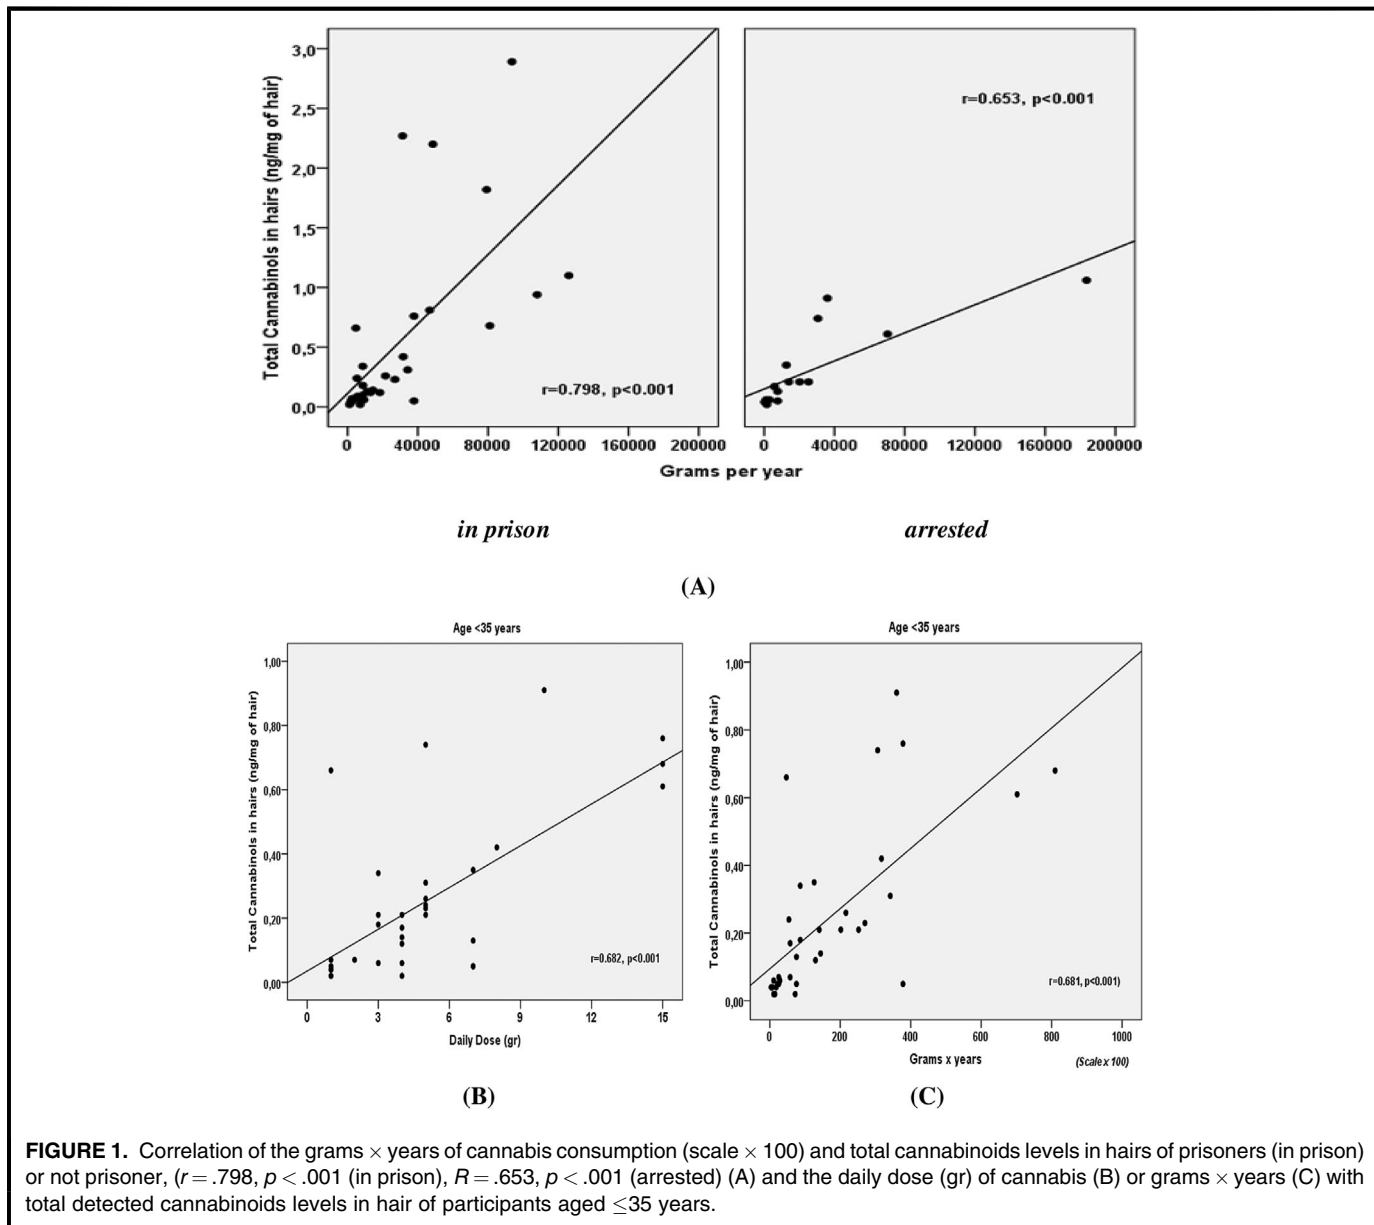 3,0
2,5
2,0
1,5
1,0
0,5
0,0
Total Cannabinols in hairs (ng/mg of hair)
r=0.798, p<0.001
r=0.653, p<0.001
0 40000 80000 120000 160000 200000
0 40000 80000 120000 160000 200000
Grams per year
in prison
arrested
(A)
Age <35 years
1,00
0,80
0,60
0,40
0,20
0,00
Total Cannabinols in hairs (ng/mg of hair)
r=0.682, p<0.001
0 3 6 9 12 15
Daily Dose (gr)
(B)
Age <35 years
1,00
0,80
0,60
0,40
0,20
0,00
Total Cannabinols in hairs (ng/mg of hair)
r=0.681, p<0.001)
0 200 400 600 800 1000
Grams x years
(Scale x 100)
(C)
FIGURE 1. Correlation of the grams × years of cannabis consumption (scale × 100) and total cannabinoids levels in hairs of prisoners (in prison)
or not prisoner, (r = .798, p < .001 (in prison), R = .653, p < .001 (arrested) (A) and the daily dose (gr) of cannabis (B) or grams × years (C) with
total detected cannabinoids levels in hair of participants aged ≤35 years.